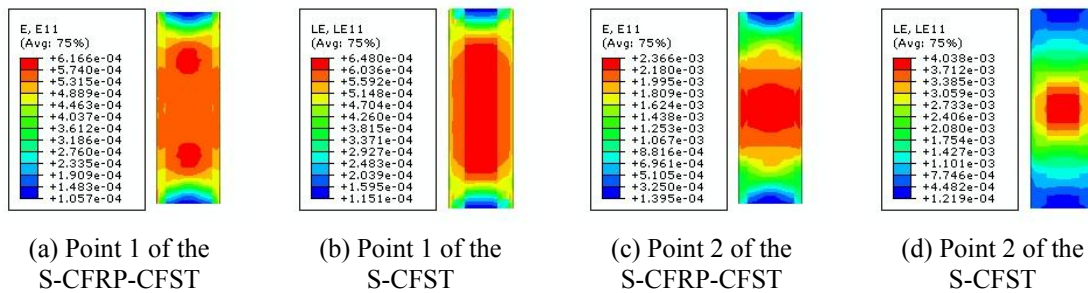 E, E11
(Avg: 75%)
+6.166e-04
+5.740e-04
+5.315e-04
+4.889e-04
+4.463e-04
+4.037e-04
+3.612e-04
+3.186e-04
+2.760e-04
+2.335e-04
+1.909e-04
+1.483e-04
+1.057e-04
(a) Point 1 of the
S-CFRP-CFST
LE, LE11
(Avg: 75%)
+6.480e-04
+6.036e-04
+5.592e-04
+5.148e-04
+4.704e-04
+4.260e-04
+3.815e-04
+3.371e-04
+2.927e-04
+2.483e-04
+2.039e-04
+1.595e-04
+1.151e-04
(b) Point 1 of the
S-CFST
E, E11
(Avg: 75%)
+2.366e-03
+2.180e-03
+1.995e-03
+1.809e-03
+1.624e-03
+1.438e-03
+1.253e-03
+1.067e-03
+8.816e-04
+6.961e-04
+5.105e-04
+3.250e-04
+1.395e-04
(c) Point 2 of the
S-CFRP-CFST
LE, LE11
(Avg: 75%)
+4.038e-03
+3.712e-03
+3.385e-03
+3.059e-03
+2.733e-03
+2.406e-03
+2.080e-03
+1.754e-03
+1.427e-03
+1.101e-03
+7.746e-04
+4.482e-04
+1.219e-04
(d) Point 2 of the
S-CFST